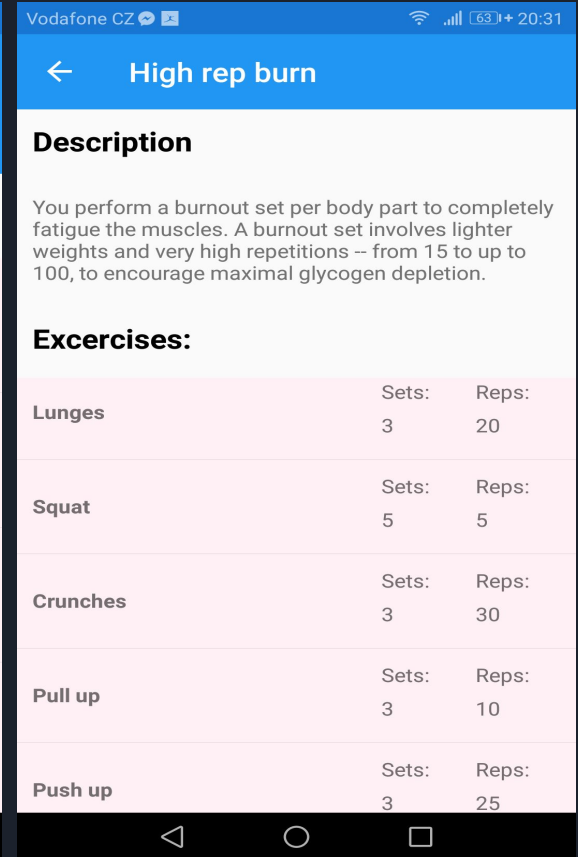 Vodafone CZ 63 + 20:31
High rep burn
Description
You perform a burnout set per body part to completely
fatigue the muscles. A burnout set involves lighter
weights and very high repetitions -- from 15 to up to
100, to encourage maximal glycogen depletion.
Excercises:
Lunges
Sets: Reps:
3 20
Squat
Sets: Reps:
5 5
Crunches
Sets: Reps:
3 30
Pull up
Sets: Reps:
3 10
Push up
Sets: Reps:
3 25